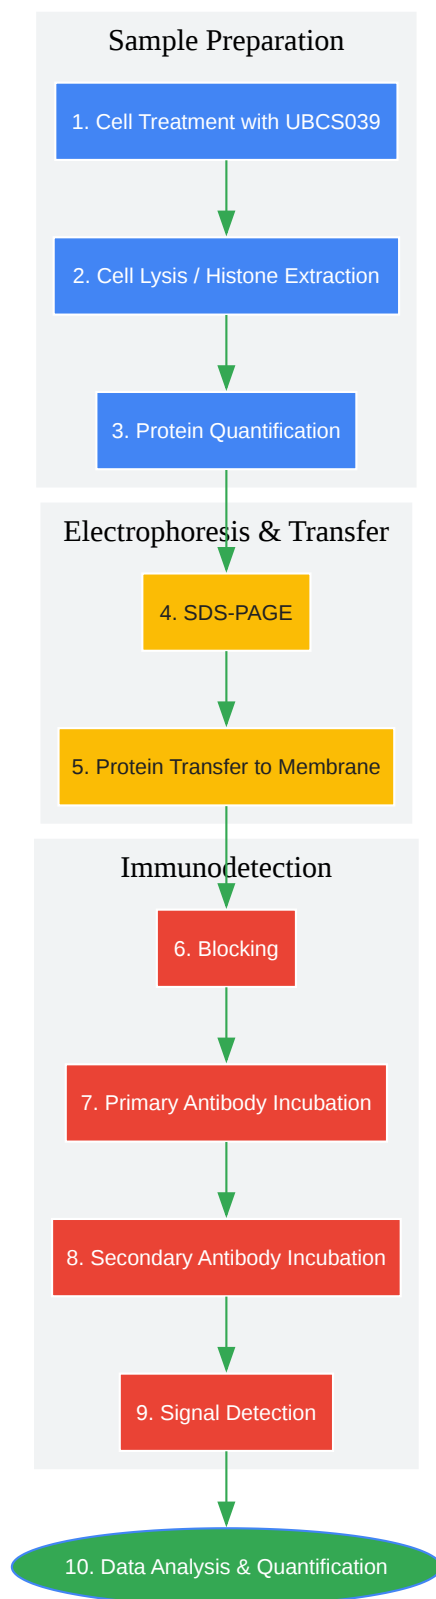 Sample Preparation
1. Cell Treatment with UBCS039
2. Cell Lysis / Histone Extraction
3. Protein Quantification
Electrophoresis & Transfer
4. SDS-PAGE
5. Protein Transfer to Membrane
Immunodetection
6. Blocking
7. Primary Antibody Incubation
8. Secondary Antibody Incubation
9. Signal Detection
10. Data Analysis & Quantification